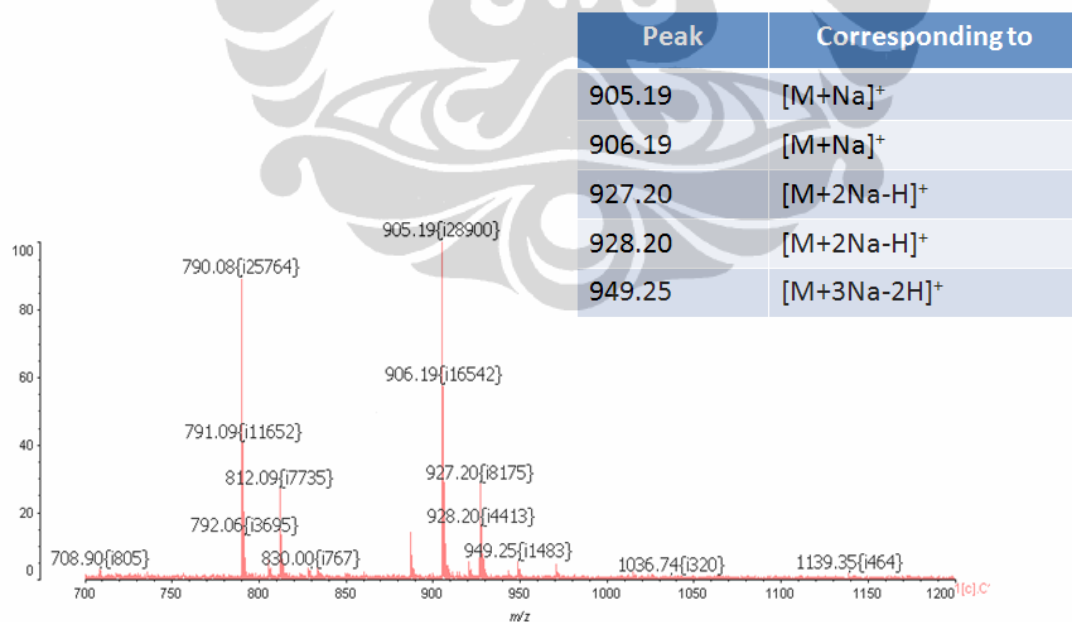 Peak Corresponding to
905.19 [M+Na]⁺
906.19 [M+Na]⁺
927.20 [M+2Na-H]⁺
928.20 [M+2Na-H]⁺
949.25 [M+3Na-2H]⁺
100
80
60
40
20
0
905.19{i28900}
790.08{i25764}
906.19{i16542}
791.09{i11652}
812.09{i7735}
927.20{i8175}
792.06{i3695}
928.20{i4413}
708.90{i805}
830.00{i767}
949.25{i1483}
1036.74{i320}
1139.35{i464}
700 750 800 850 900 950 1000 1050 1100 1150 1200
m/z